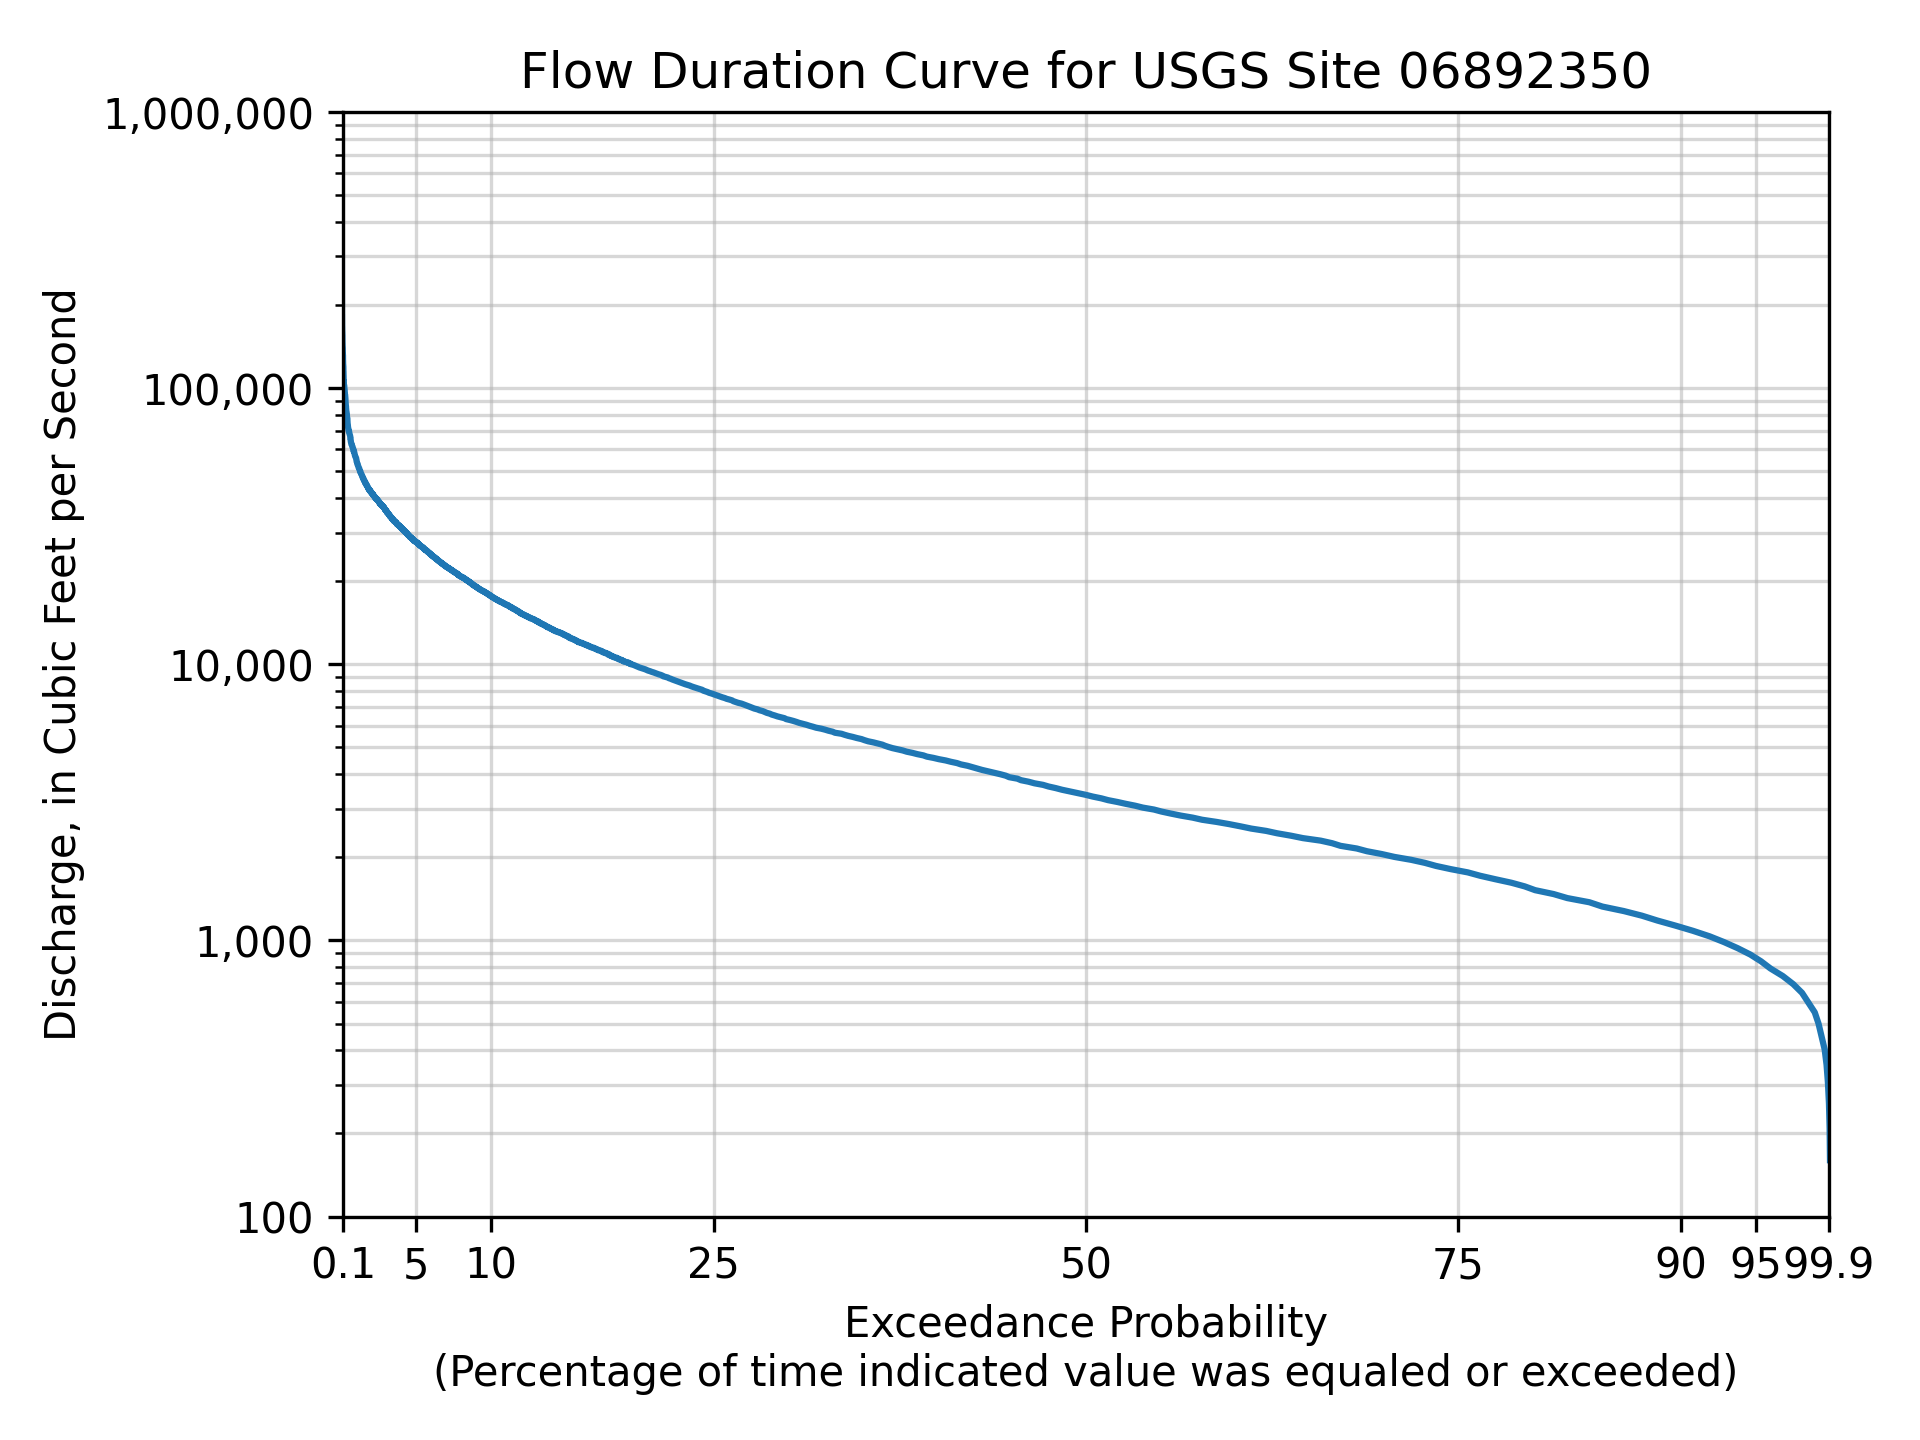 Flow Duration Curve for USGS Site 06892350
1,000,000
100,000
10,000
1,000
100
Discharge, in Cubic Feet per Second
0.1 5 10 25 50 75 90 95 99.9
Exceedance Probability
(Percentage of time indicated value was equaled or exceeded)